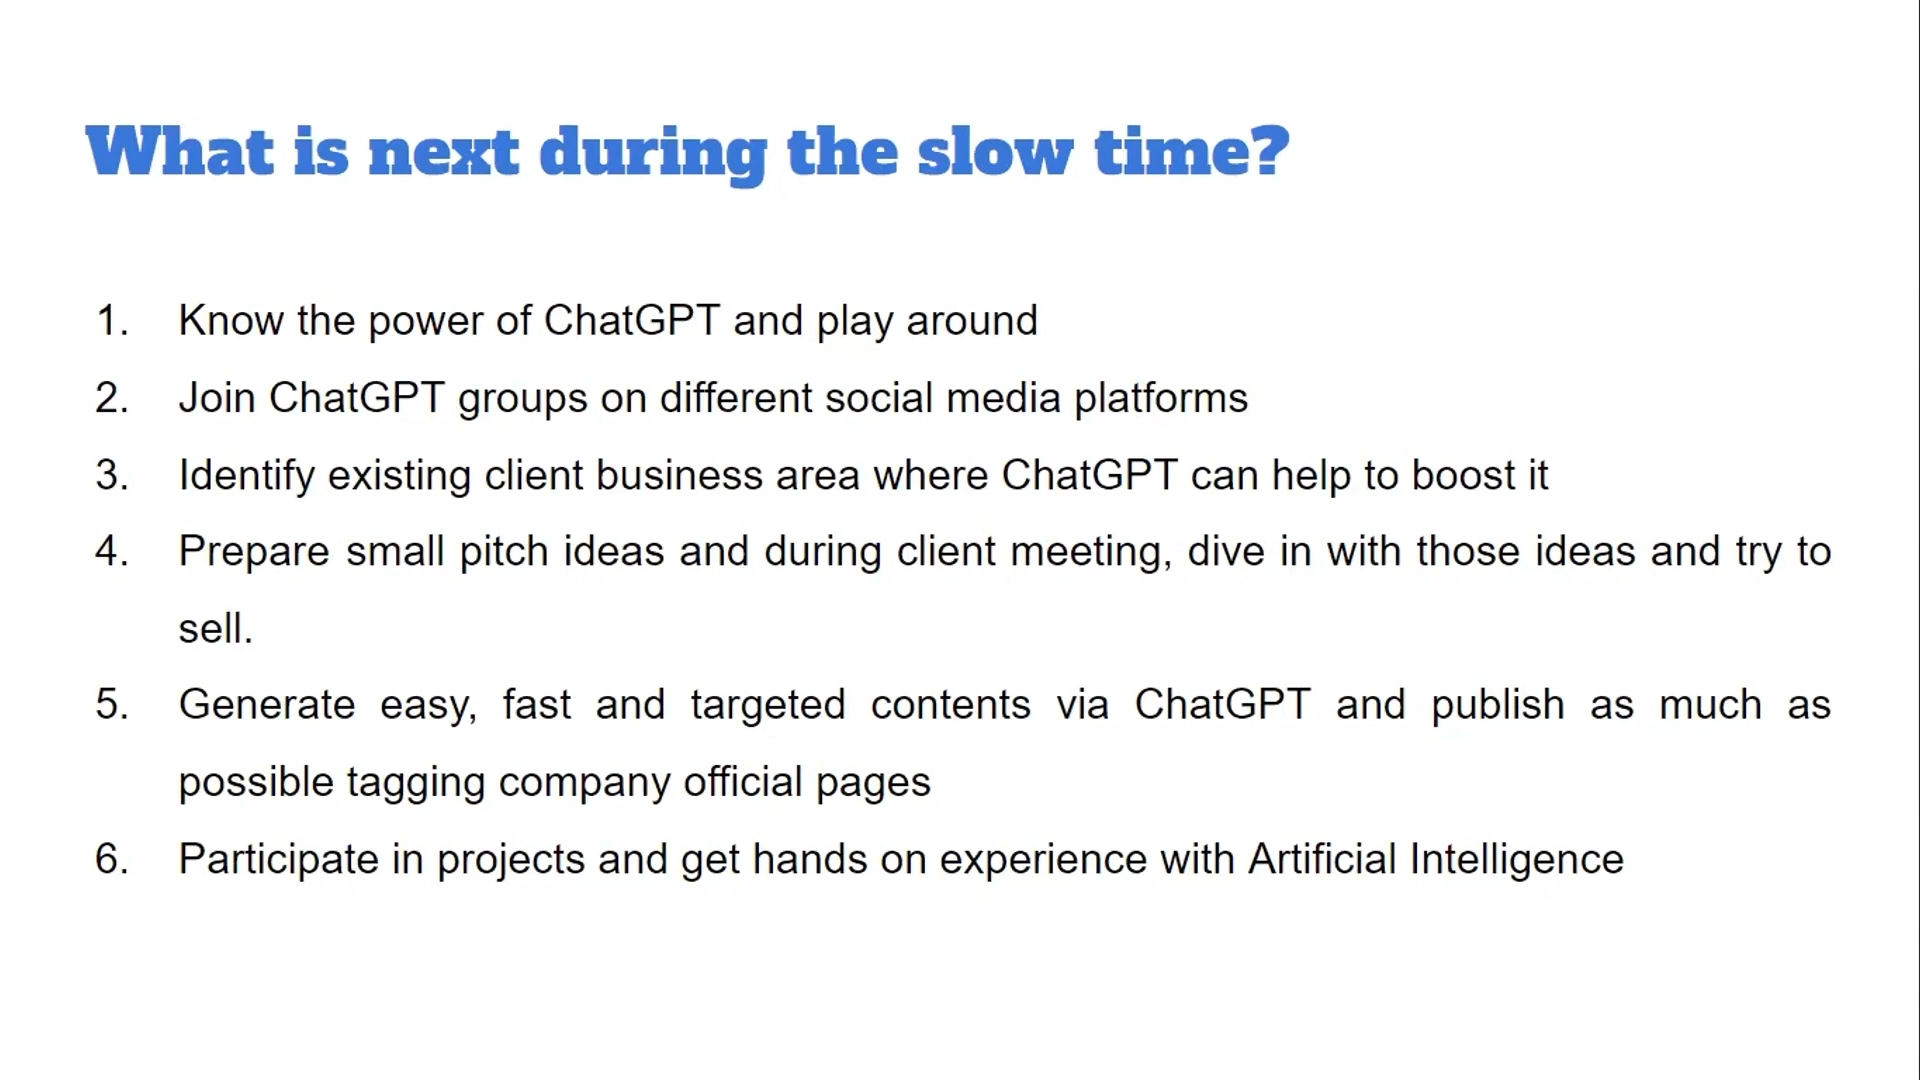 What is next during the slow time?
1. Know the power of ChatGPT and play around
2. Join ChatGPT groups on different social media platforms
3. Identify existing client business area where ChatGPT can help to boost it
4. Prepare small pitch ideas and during client meeting, dive in with those ideas and try to
sell.
5. Generate easy, fast and targeted contents via ChatGPT and publish as much as
possible tagging company official pages
6. Participate in projects and get hands on experience with Artificial Intelligence